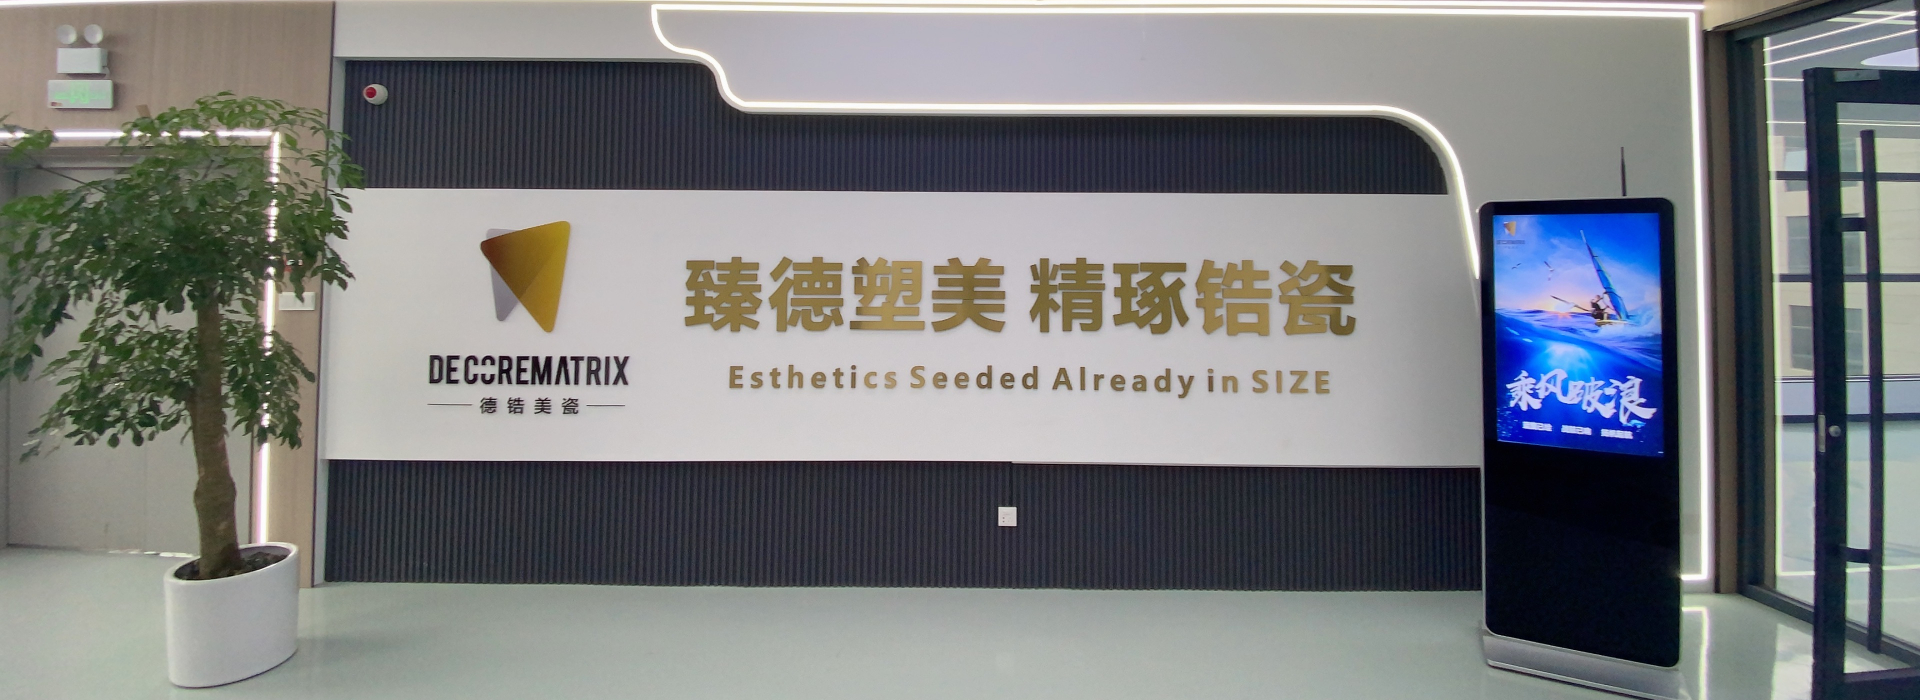 臻德塑美 精琢锆瓷
Esthetics Seeded Already in SIZE
DECOREMATRIX
德锆美瓷
乘风破浪